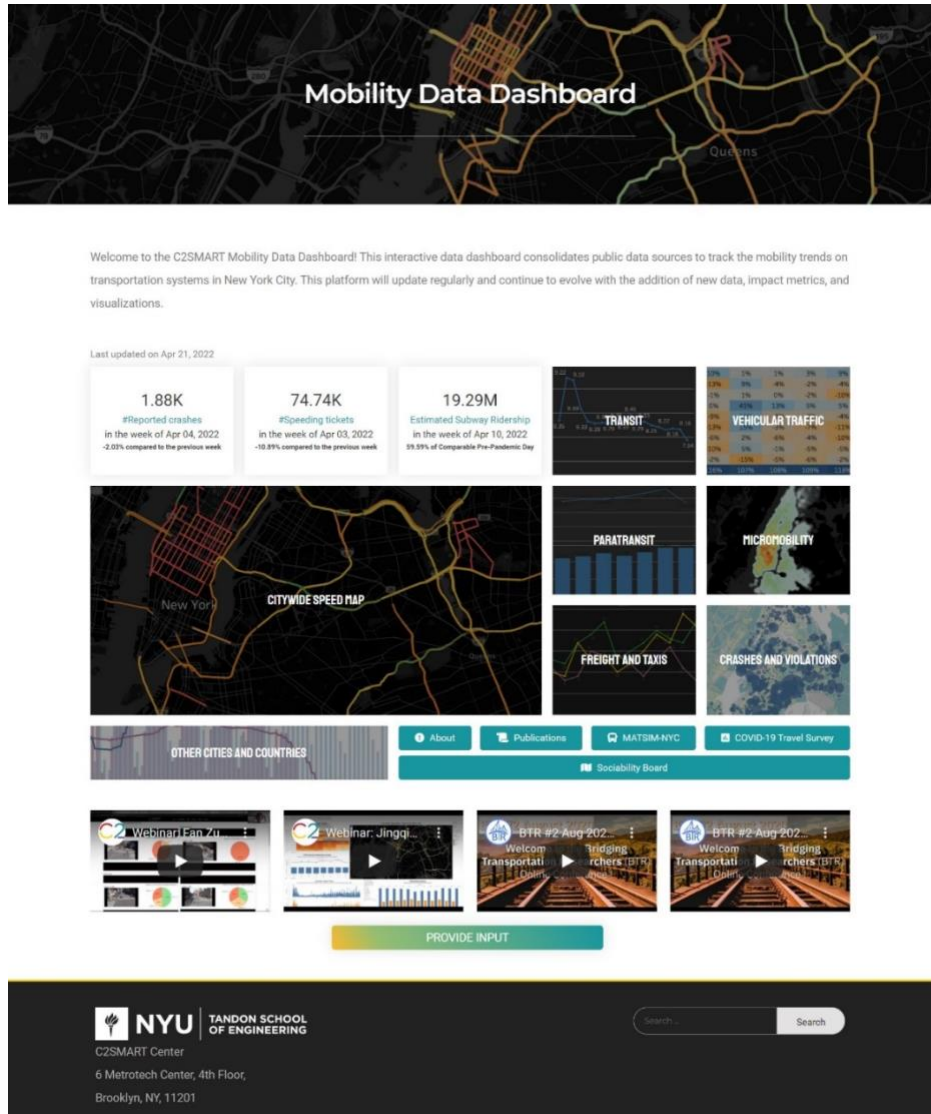 Mobility Data Dashboard
Queens
Welcome to the C2SMART Mobility Data Dashboard! This interactive data dashboard consolidates public data sources to track the mobility trends on
transportation systems in New York City. This platform will update regularly and continue to evolve with the addition of new data, impact metrics, and
visualizations.
Last updated on Apr 21, 2022
1.88K
#Reported crashes
in the week of Apr 04, 2022
-2.03% compared to the previous week
74.74K
#Speeding tickets
in the week of Apr 03, 2022
-10.89% compared to the previous week
19.29M
Estimated Subway Ridership
in the week of Apr 10, 2022
59.59% of Comparable Pre-Pandemic Day
TRANSIT
VEHICULAR TRAFFIC
New York
CITYWIDE SPEED MAP
PARATRANSIT
MICROMOBILITY
FREIGHT AND TAXIS
CRASHES AND VIOLATIONS
OTHER CITIES AND COUNTRIES
About
Publications
MATSIM-NYC
COVID-19 Travel Survey
Sociability Board
C2 Webinar| Fan Zu...
C2 Webinar: Jingqi...
BTR #2 Aug 202...
BTR #2 Aug 202...
PROVIDE INPUT
NYU TANDON SCHOOL
OF ENGINEERING
Search...
Search
C2SMART Center
6 Metrotech Center, 4th Floor,
Brooklyn, NY, 11201